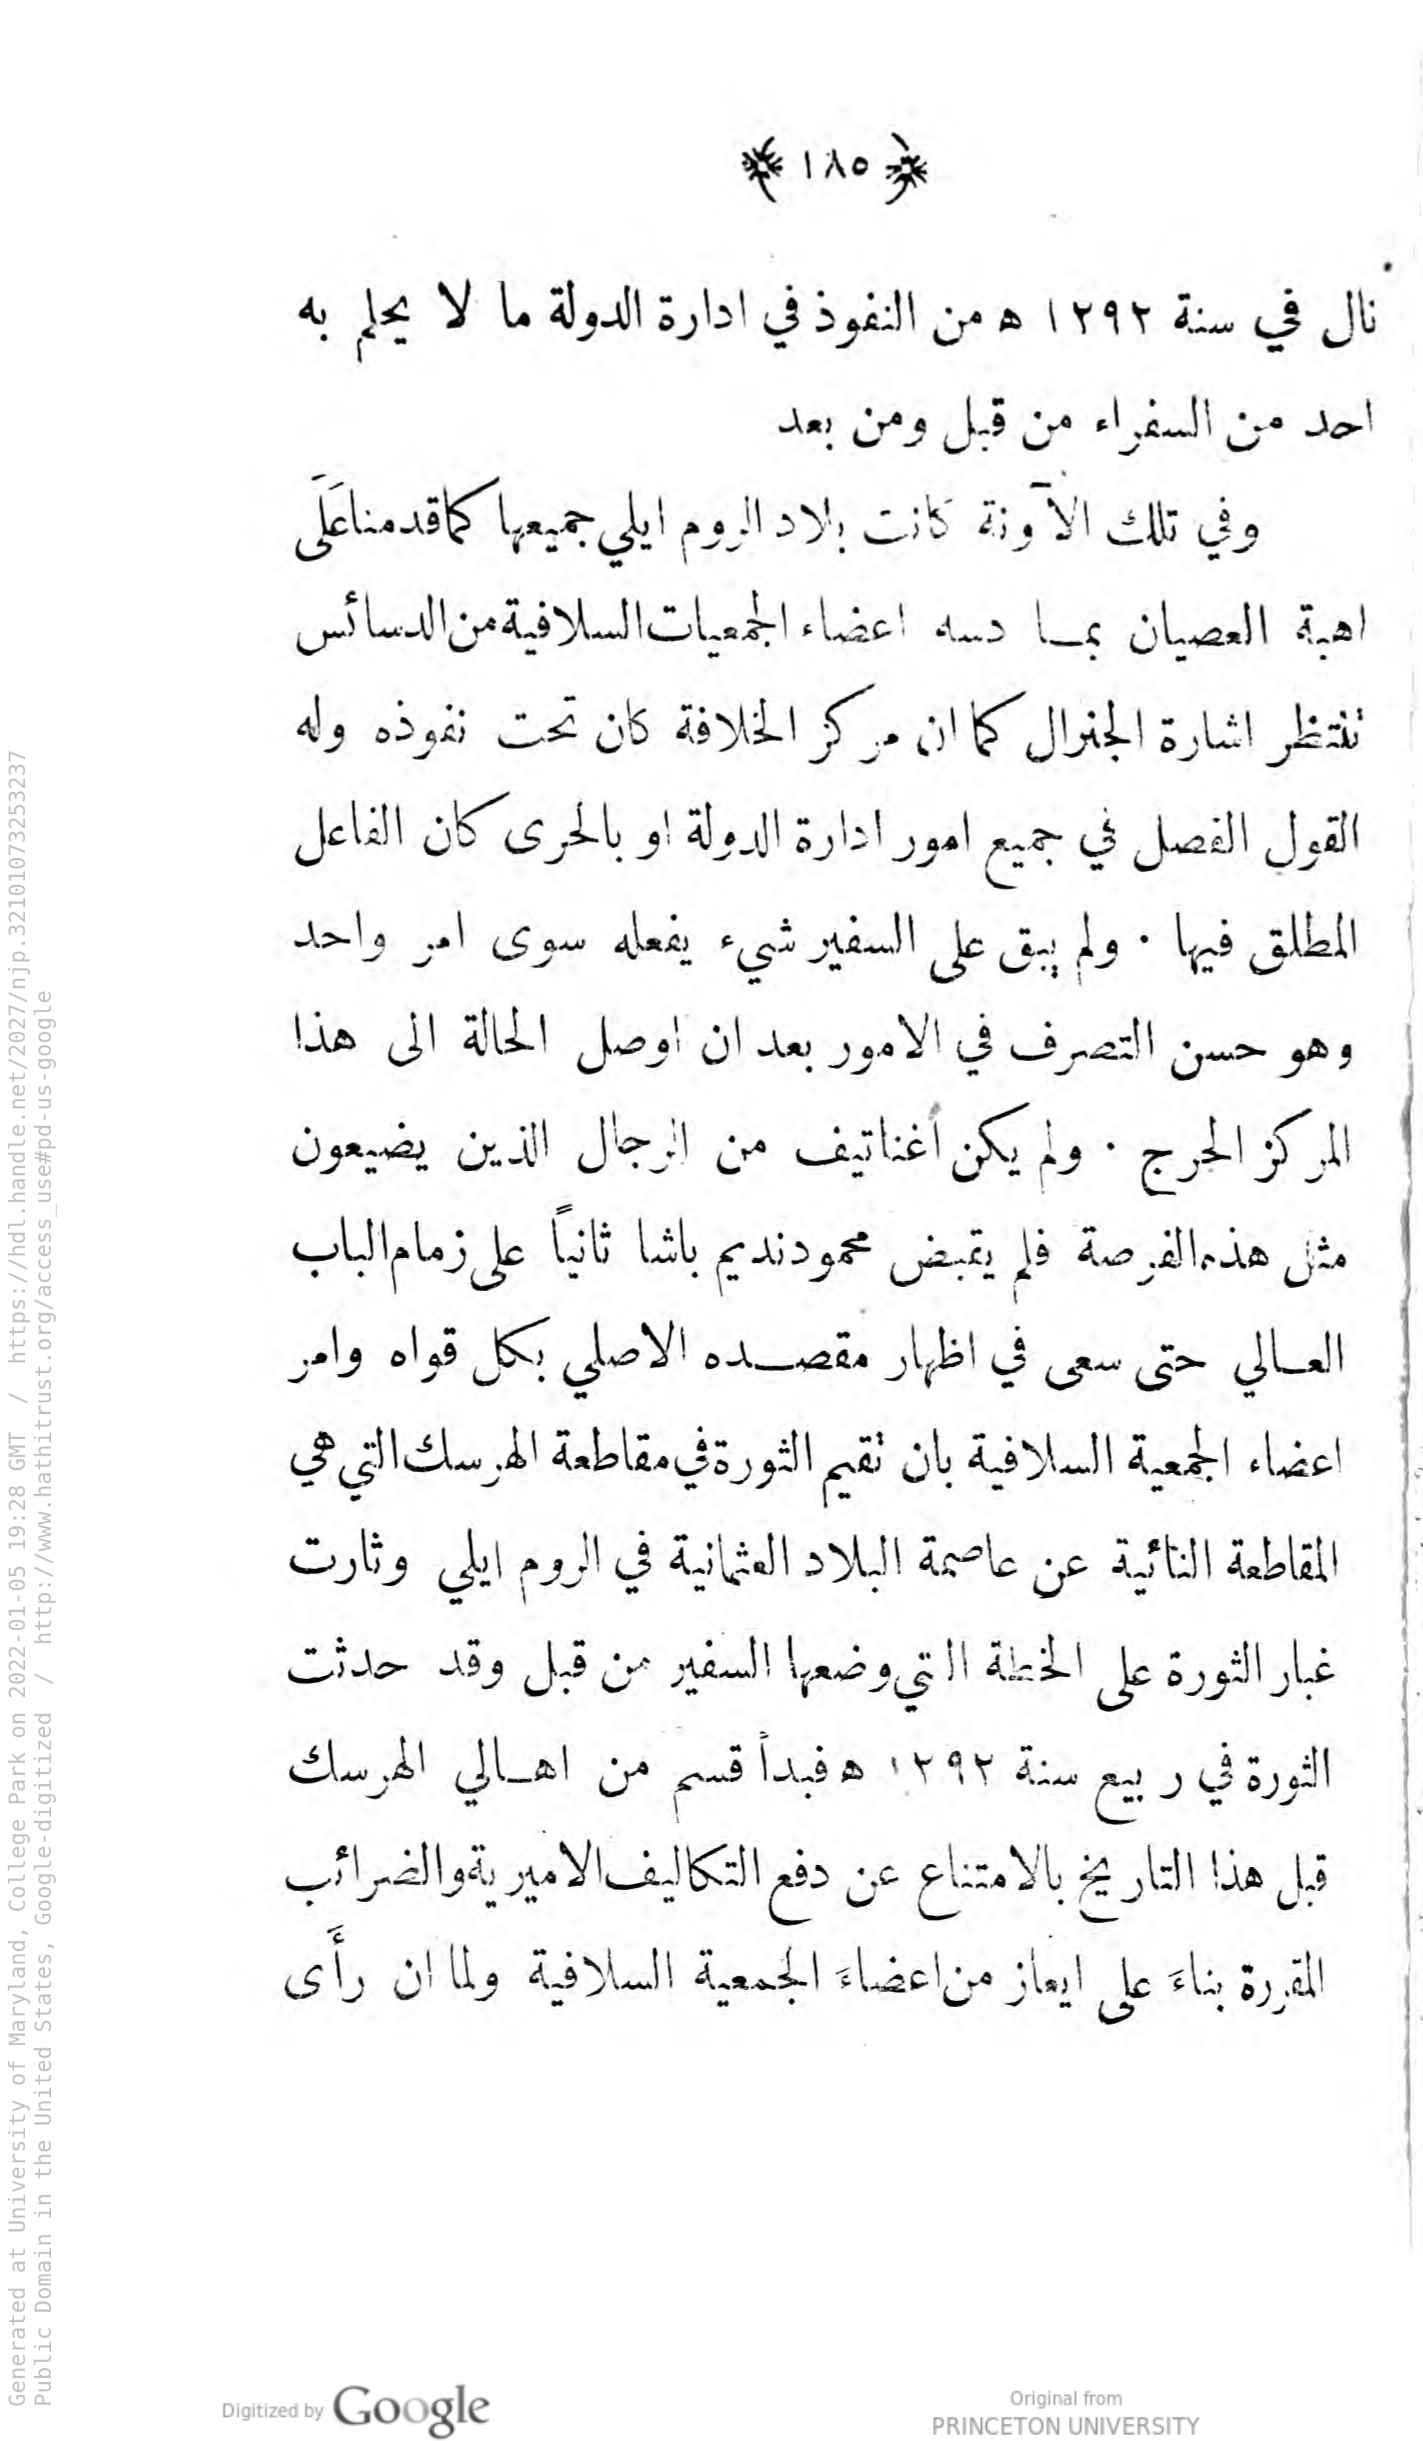 ﴿ ١٨٥ ﴾
نال في سنة ١٢٩٢ ه من النفوذ في ادارة الدولة ما لا يحلم به
احد من السفراء من قبل ومن بعد
وفي تلك الآونة كانت بلاد الروم ايلي جميعها كما قدمنا عَلَى
اهبة العصيان بمـا دسه اعضاء الجمعيات السلافية من الدسائس
تنتظر اشارة الجنرال كما ان مركز الخلافة كان تحت نفوذه وله
القول الفصل في جميع امور ادارة الدولة او بالحرى كان الفاعل
المطلق فيها · ولم يبق على السفير شيء يفعله سوى امر واحد
وهو حسن التصرف في الامور بعد ان اوصل الحالة الى هذا
المركز الحرج · ولم يكن أغناتيف من الرجال الذين يضيعون
مثل هذه الفرصة فلم يقبض محمود نديم باشا ثانياً على زمام الباب
العـالي حتى سعى في اظهار مقصـده الاصلي بكل قواه وامر
اعضاء الجمعية السلافية بان تقيم الثورة في مقاطعة الهرسك التي هي
المقاطعة النائية عن عاصمة البلاد العثمانية في الروم ايلي وثارت
غبار الثورة على الخطة التي وضعها السفير من قبل وقد حدثت
الثورة في ربيع سنة ١٢٩٢ ه فبدأ قسم من اهـالي الهرسك
قبل هذا التاريخ بالامتناع عن دفع التكاليف الاميرية والضرائب
المقررة بناءَ على ايعاز من اعضاءَ الجمعية السلافية ولما ان رأَى
Digitized by Google
Original from
PRINCETON UNIVERSITY
Generated at University of Maryland, College Park on 2022-01-05 19:28 GMT / https://hdl.handle.net/2027/njp.32101073253237
Public Domain in the United States, Google-digitized / http://www.hathitrust.org/access_use#pd-us-google